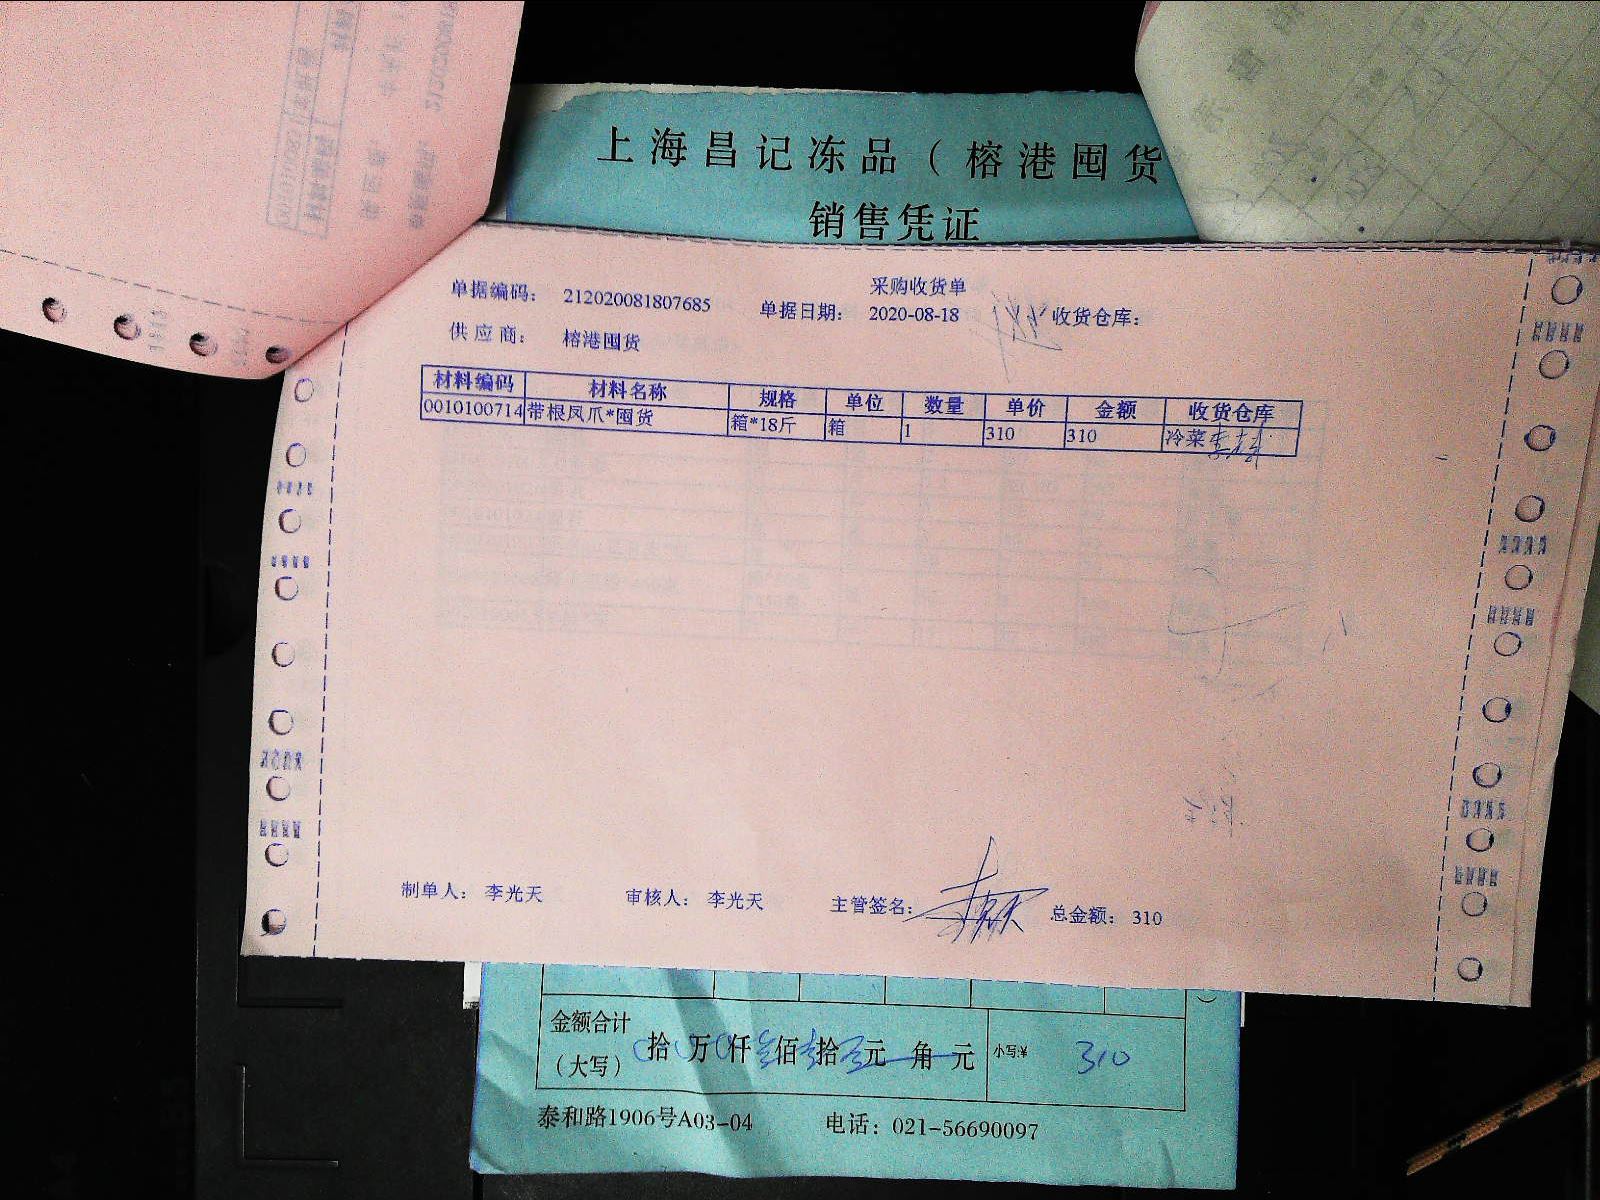 上海昌记冻品（榕港囤货
销售凭证
采购收货单
单据编码： 212020081807685 单据日期： 2020-08-18 收货仓库：
供应商： 榕港囤货
材料编码 材料名称 规格 单位 数量 单价 金额 收货仓库
0010100714 带根凤爪*囤货 箱*18斤 箱 1 310 310 冷菜
制单人： 李光天 审核人： 李光天 主管签名： 总金额： 310
金额合计
（大写） 拾 万 仟 佰 拾 元 角 元 小写:¥ 310
泰和路1906号A03-04 电话：021-56690097